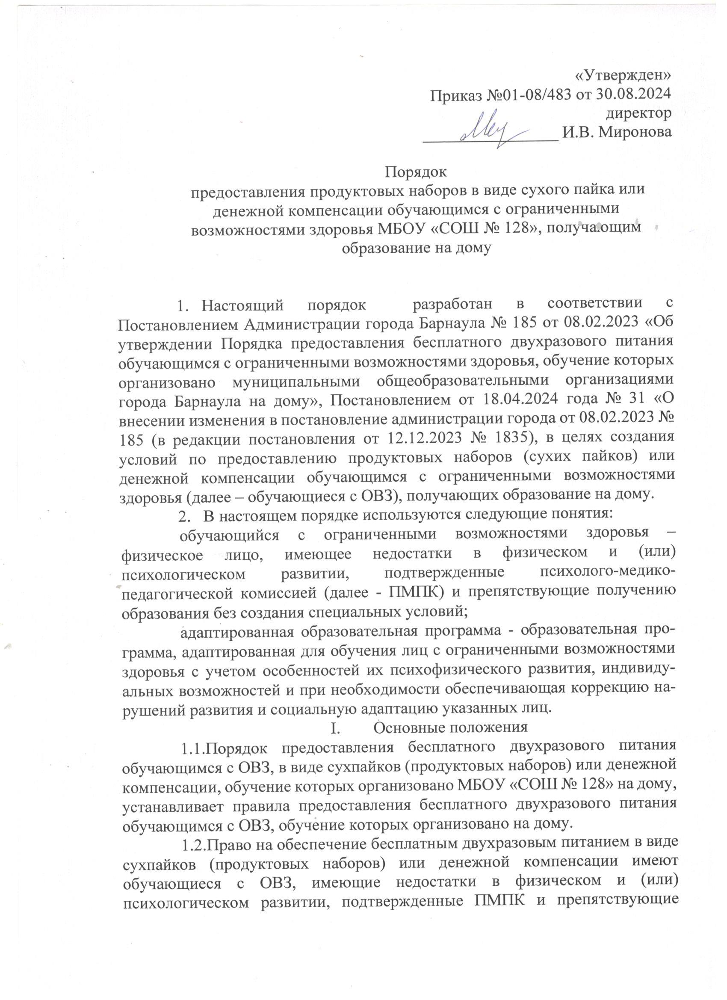 «Утвержден»
Приказ №01-08/483 от 30.08.2024
директор
И.В. Миронова
Порядок
предоставления продуктовых наборов в виде сухого пайка или
денежной компенсации обучающимся с ограниченными
возможностями здоровья МБОУ «СОШ № 128», получающим
образование на дому
1. Настоящий порядок разработан в соответствии с
Постановлением Администрации города Барнаула № 185 от 08.02.2023 «Об
утверждении Порядка предоставления бесплатного двухразового питания
обучающимся с ограниченными возможностями здоровья, обучение которых
организовано муниципальными общеобразовательными организациями
города Барнаула на дому», Постановлением от 18.04.2024 года № 31 «О
внесении изменения в постановление администрации города от 08.02.2023 №
185 (в редакции постановления от 12.12.2023 № 1835), в целях создания
условий по предоставлению продуктовых наборов (сухих пайков) или
денежной компенсации обучающимся с ограниченными возможностями
здоровья (далее – обучающиеся с ОВЗ), получающих образование на дому.
2. В настоящем порядке используются следующие понятия:
обучающийся с ограниченными возможностями здоровья –
физическое лицо, имеющее недостатки в физическом и (или)
психологическом развитии, подтвержденные психолого-медико-
педагогической комиссией (далее - ПМПК) и препятствующие получению
образования без создания специальных условий;
адаптированная образовательная программа - образовательная про-
грамма, адаптированная для обучения лиц с ограниченными возможностями
здоровья с учетом особенностей их психофизического развития, индивиду-
альных возможностей и при необходимости обеспечивающая коррекцию на-
рушений развития и социальную адаптацию указанных лиц.
I. Основные положения
1.1.Порядок предоставления бесплатного двухразового питания
обучающимся с ОВЗ, в виде сухпайков (продуктовых наборов) или денежной
компенсации, обучение которых организовано МБОУ «СОШ № 128» на дому,
устанавливает правила предоставления бесплатного двухразового питания
обучающимся с ОВЗ, обучение которых организовано на дому.
1.2.Право на обеспечение бесплатным двухразовым питанием в виде
сухпайков (продуктовых наборов) или денежной компенсации имеют
обучающиеся с ОВЗ, имеющие недостатки в физическом и (или)
психологическом развитии, подтвержденные ПМПК и препятствующие